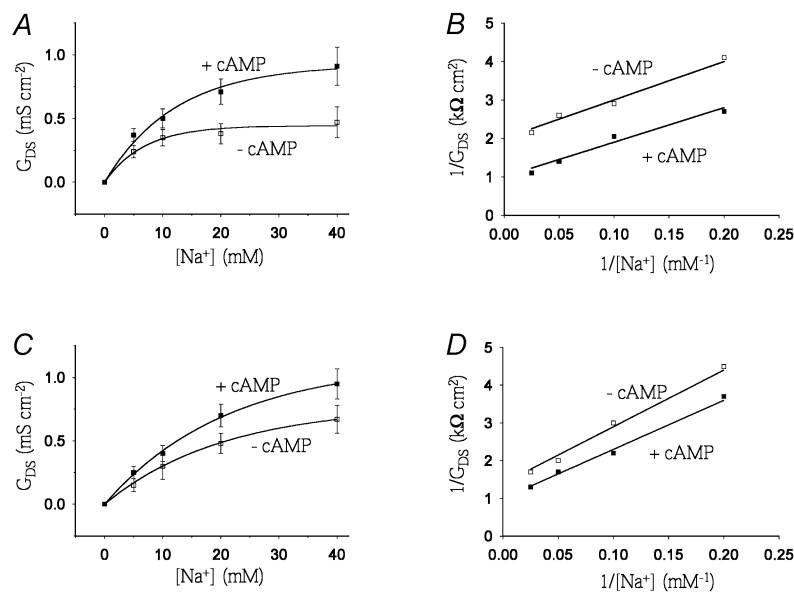 A
G_DS (mS cm⁻²)
1.0
0.5
0.0
+ cAMP
- cAMP
0 10 20 30 40
[Na⁺] (mM)
B
1/G_DS (kΩ cm²)
5
4
3
2
1
0
- cAMP
+ cAMP
0.00 0.05 0.10 0.15 0.20 0.25
1/[Na⁺] (mM⁻¹)
C
G_DS (mS cm⁻²)
1.0
0.5
0.0
+ cAMP
- cAMP
0 10 20 30 40
[Na⁺] (mM)
D
1/G_DS (kΩ cm²)
5
4
3
2
1
0
- cAMP
+ cAMP
0.00 0.05 0.10 0.15 0.20 0.25
1/[Na⁺] (mM⁻¹)